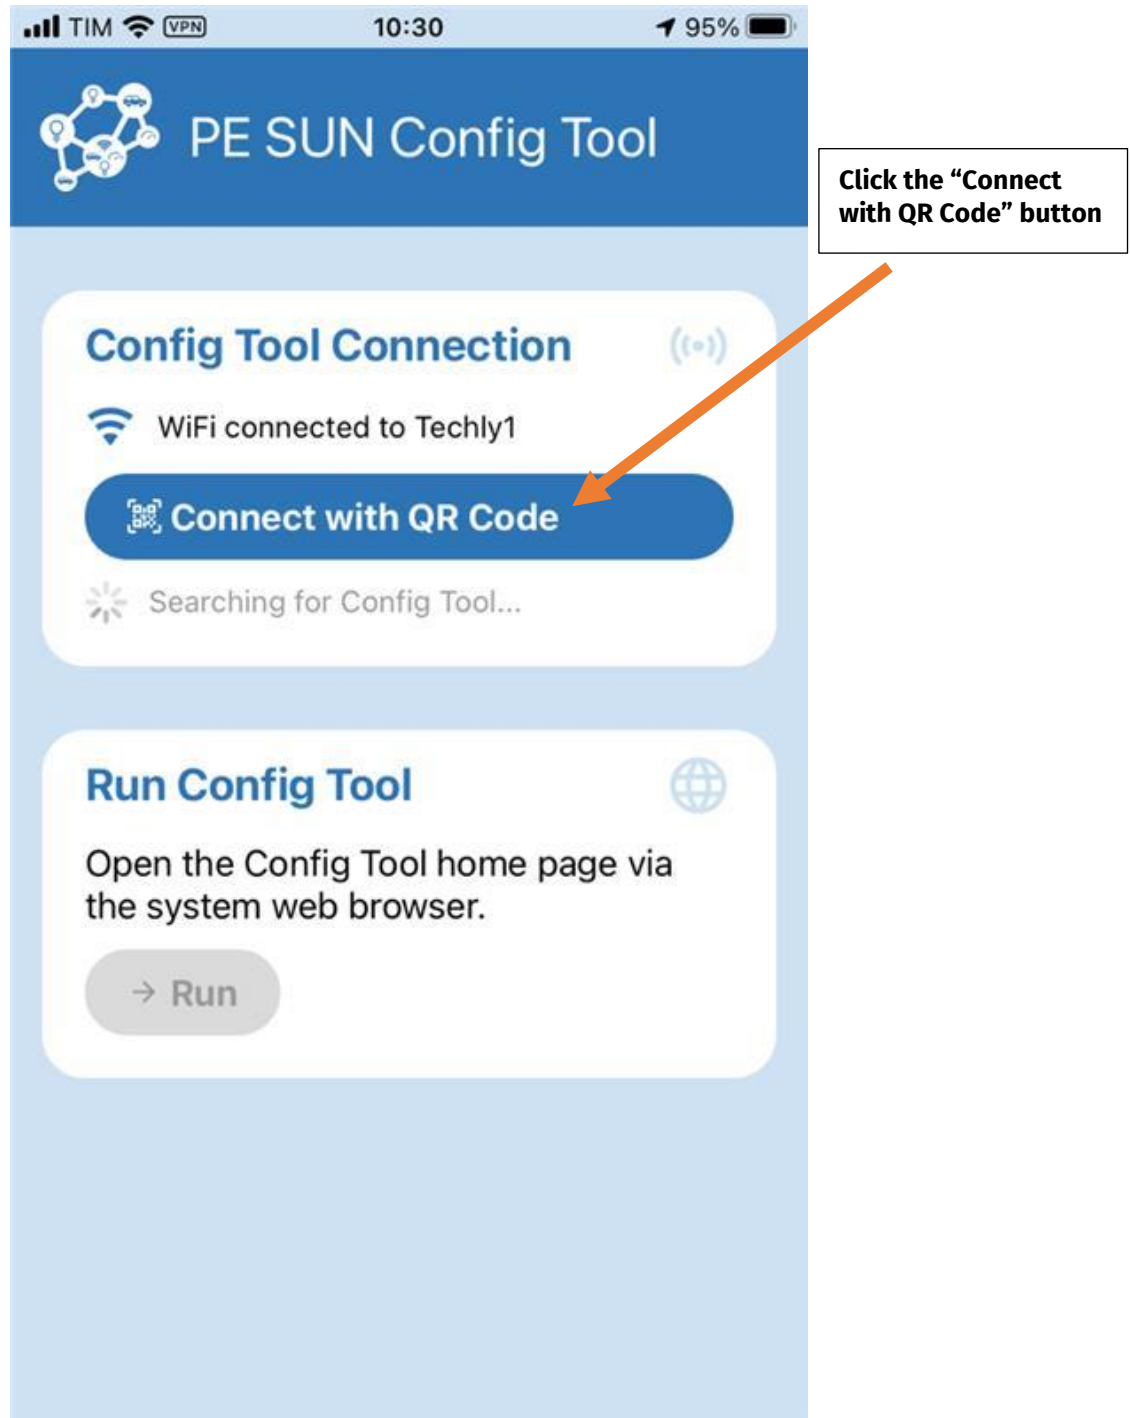 TIM VPN 10:30 95%
PE SUN Config Tool
Click the “Connect
with QR Code” button
Config Tool Connection
WiFi connected to Techly1
Connect with QR Code
Searching for Config Tool...
Run Config Tool
Open the Config Tool home page via
the system web browser.
→ Run